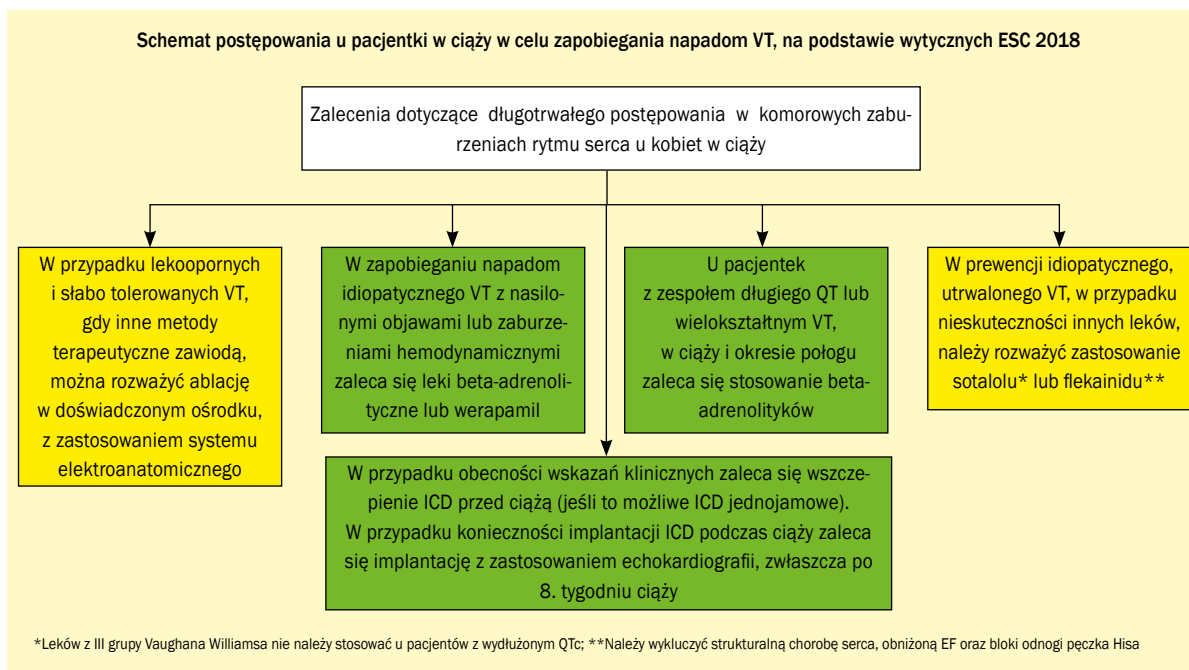 Schemat postępowania u pacjentki w ciąży w celu zapobiegania napadom VT, na podstawie wytycznych ESC 2018
Zalecenia dotyczące długotrwałego postępowania w komorowych zabu-
rzeniach rytmu serca u kobiet w ciąży
W przypadku lekoopornych
i słabo tolerowanych VT,
gdy inne metody
terapeutyczne zawiodą,
można rozważyć ablację
w doświadczonym ośrodku,
z zastosowaniem systemu
elektroanatomicznego
W zapobieganiu napadom
idiopatycznego VT z nasilo-
nymi objawami lub zaburze-
niami hemodynamicznymi
zaleca się leki beta-adrenoli-
tyczne lub werapamil
U pacjentek
z zespołem długiego QT lub
wielokształtnym VT,
w ciąży i okresie połogu
zaleca się stosowanie beta-
adrenolityków
W prewencji idiopatycznego,
utrwalonego VT, w przypadku
nieskuteczności innych leków,
należy rozważyć zastosowanie
sotalolu* lub flekainidu**
W przypadku obecności wskazań klinicznych zaleca się wszcze-
pienie ICD przed ciążą (jeśli to możliwe ICD jednojamowe).
W przypadku konieczności implantacji ICD podczas ciąży zaleca
się implantację z zastosowaniem echokardiografii, zwłaszcza po
8. tygodniu ciąży
*Leków z III grupy Vaughana Williamsa nie należy stosować u pacjentów z wydłużonym QTc; **Należy wykluczyć strukturalną chorobę serca, obniżoną EF oraz bloki odnogi pęczka Hisa